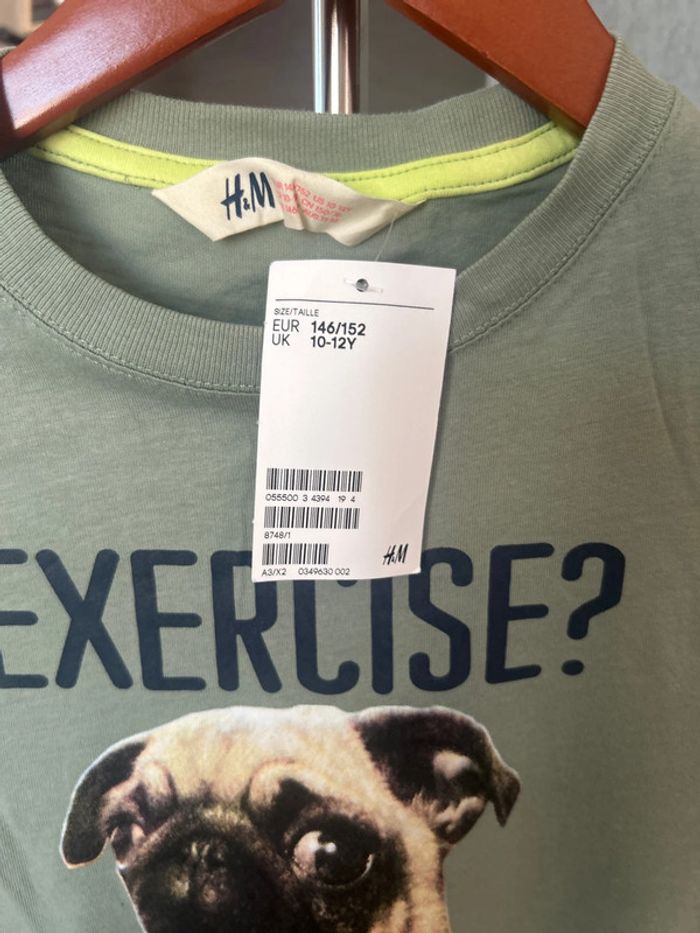 H&M
SIZE/TAILLE
EUR 146/152
UK 10-12Y
055500 3 4394 19 4
8748/1
H&M
A3/X2 0349630 002
EXERCISE?